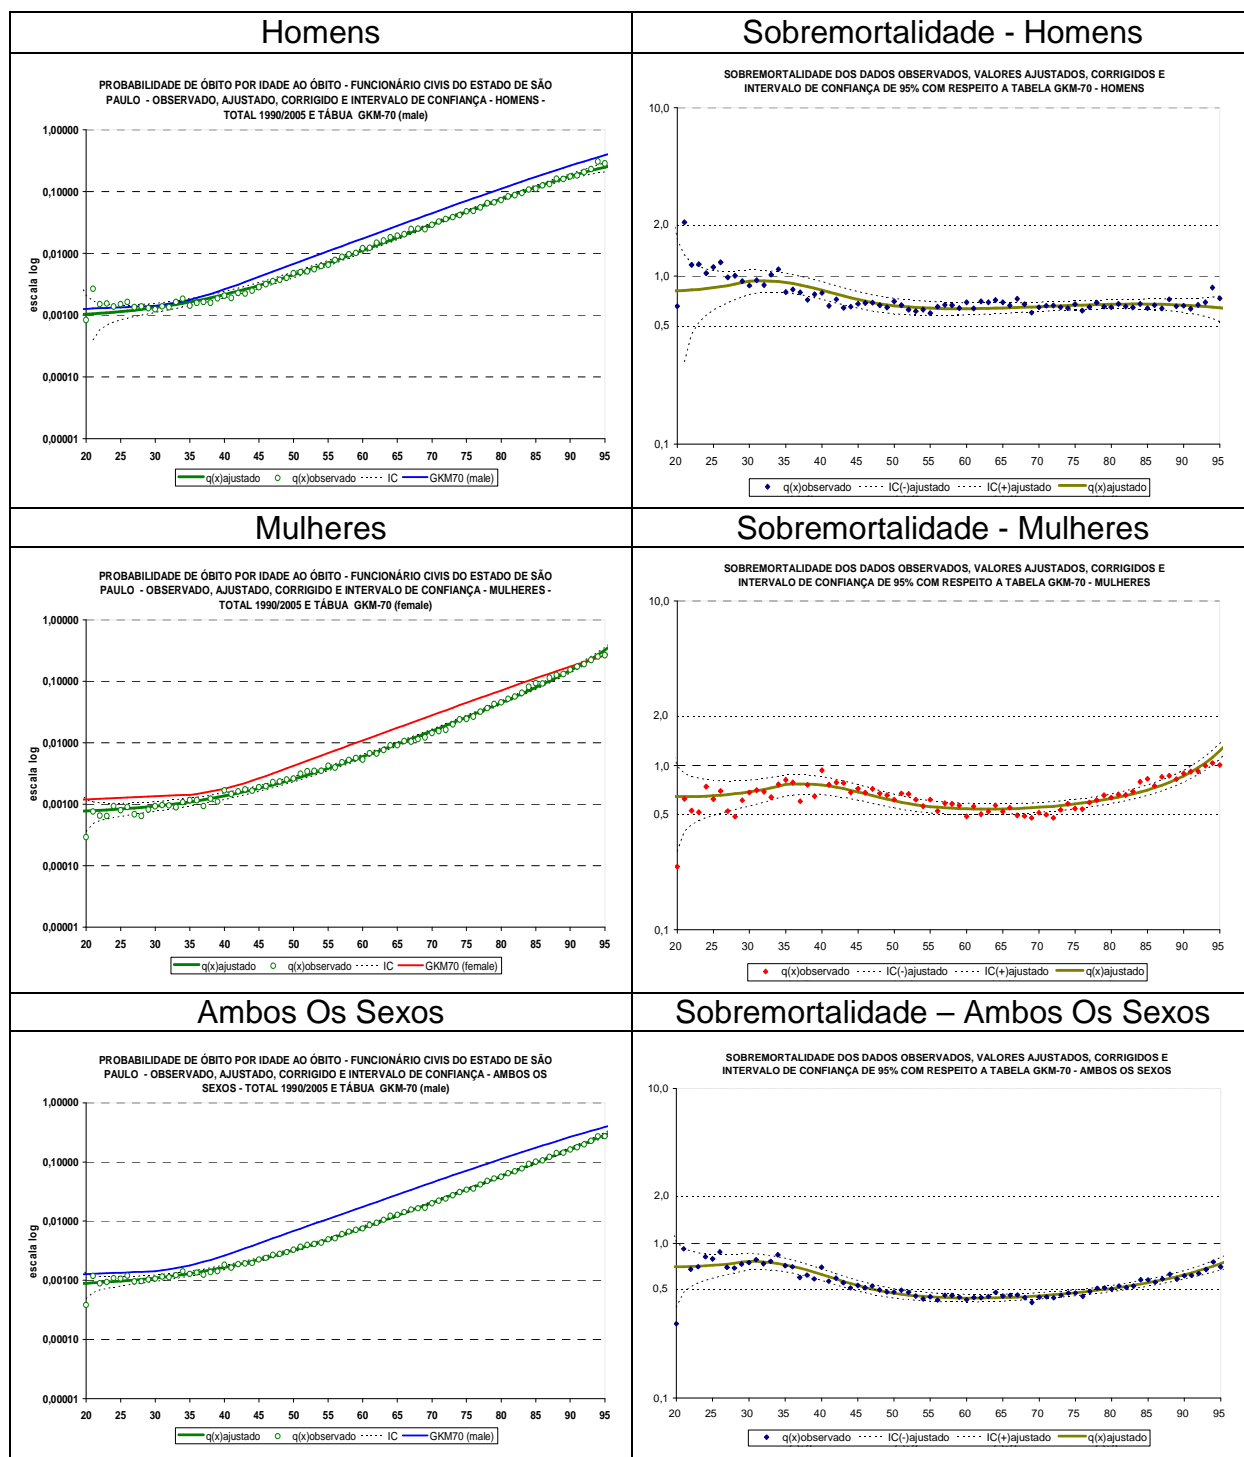 Homens
Sobremortalidade - Homens
PROBABILIDADE DE ÓBITO POR IDADE AO ÓBITO - FUNCIONÁRIO CIVIS DO ESTADO DE SÃO
PAULO - OBSERVADO, AJUSTADO, CORRIGIDO E INTERVALO DE CONFIANÇA - HOMENS -
TOTAL 1990/2005 E TÁBUA GKM-70 (male)
1,00000
0,10000
0,01000
0,00100
0,00010
0,00001
escala log
20 25 30 35 40 45 50 55 60 65 70 75 80 85 90 95
q(x)ajustado q(x)observado IC GKM70 (male)
SOBREMORTALIDADE DOS DADOS OBSERVADOS, VALORES AJUSTADOS, CORRIGIDOS E
INTERVALO DE CONFIANÇA DE 95% COM RESPEITO A TABELA GKM-70 - HOMENS
10,0
2,0
1,0
0,5
0,1
20 25 30 35 40 45 50 55 60 65 70 75 80 85 90 95
q(x)observado IC(-)ajustado IC(+)ajustado q(x)ajustado
Mulheres
Sobremortalidade - Mulheres
PROBABILIDADE DE ÓBITO POR IDADE AO ÓBITO - FUNCIONÁRIO CIVIS DO ESTADO DE SÃO
PAULO - OBSERVADO, AJUSTADO, CORRIGIDO E INTERVALO DE CONFIANÇA - MULHERES -
TOTAL 1990/2005 E TÁBUA GKM-70 (female)
1,00000
0,10000
0,01000
0,00100
0,00010
0,00001
escala log
20 25 30 35 40 45 50 55 60 65 70 75 80 85 90 95
q(x)ajustado q(x)observado IC GKM70 (female)
SOBREMORTALIDADE DOS DADOS OBSERVADOS, VALORES AJUSTADOS, CORRIGIDOS E
INTERVALO DE CONFIANÇA DE 95% COM RESPEITO A TABELA GKM-70 - MULHERES
10,0
2,0
1,0
0,5
0,1
20 25 30 35 40 45 50 55 60 65 70 75 80 85 90 95
q(x)observado IC(-)ajustado IC(+)ajustado q(x)ajustado
Ambos Os Sexos
Sobremortalidade – Ambos Os Sexos
PROBABILIDADE DE ÓBITO POR IDADE AO ÓBITO - FUNCIONÁRIO CIVIS DO ESTADO DE SÃO
PAULO - OBSERVADO, AJUSTADO, CORRIGIDO E INTERVALO DE CONFIANÇA - AMBOS OS
SEXOS - TOTAL 1990/2005 E TÁBUA GKM-70 (male)
1,00000
0,10000
0,01000
0,00100
0,00010
0,00001
escala log
20 25 30 35 40 45 50 55 60 65 70 75 80 85 90 95
q(x)ajustado q(x)observado IC GKM70 (male)
SOBREMORTALIDADE DOS DADOS OBSERVADOS, VALORES AJUSTADOS, CORRIGIDOS E
INTERVALO DE CONFIANÇA DE 95% COM RESPEITO A TABELA GKM-70 - AMBOS OS SEXOS
10,0
2,0
1,0
0,5
0,1
20 25 30 35 40 45 50 55 60 65 70 75 80 85 90 95
q(x)observado IC(-)ajustado IC(+)ajustado q(x)ajustado